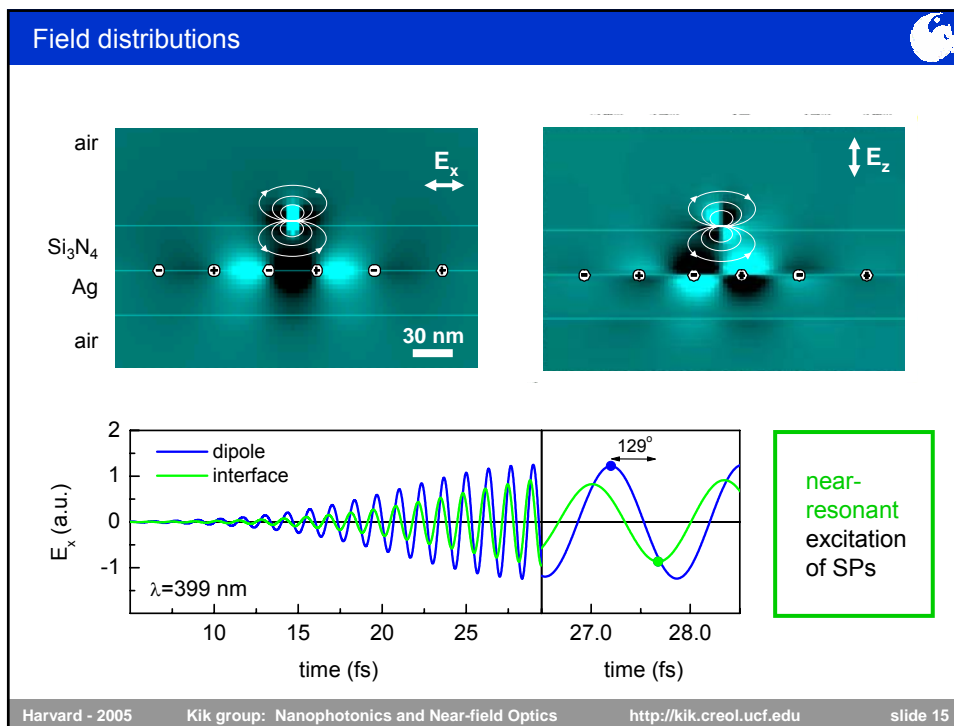 Field distributions
air
Si₃N₄
Ag
air
Eₓ
30 nm
E_z
- + - + - +
- + - + - +
Eₓ (a.u.)
2
1
0
-1
dipole
interface
λ=399 nm
129°
10 15 20 25
27.0 28.0
time (fs)
time (fs)
near-
resonant
excitation
of SPs
Harvard - 2005 Kik group: Nanophotonics and Near-field Optics http://kik.creol.ucf.edu slide 15